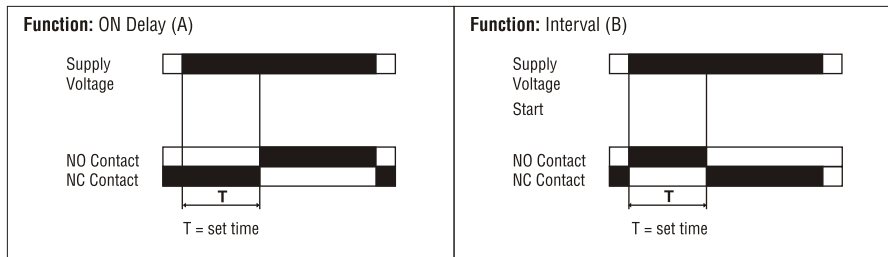 Function: ON Delay (A)
Supply
Voltage
NO Contact
NC Contact
T
T = set time
Function: Interval (B)
Supply
Voltage
Start
NO Contact
NC Contact
T
T = set time